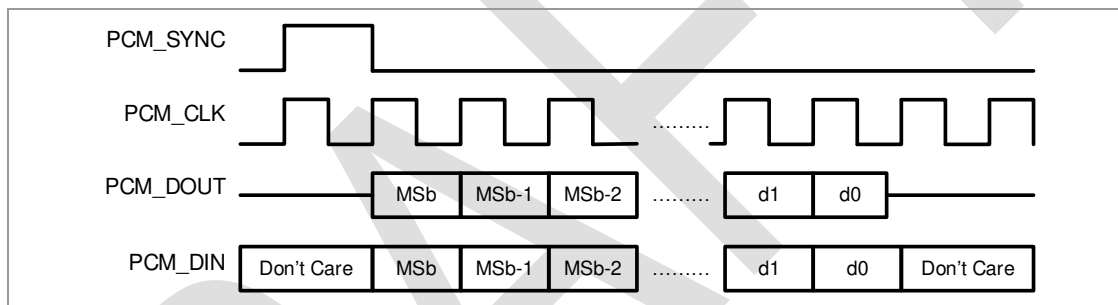 PCM_SYNC
PCM_CLK
.........
PCM_DOUT MSb MSb-1 MSb-2 ......... d1 d0
PCM_DIN Don't Care MSb MSb-1 MSb-2 ......... d1 d0 Don't Care